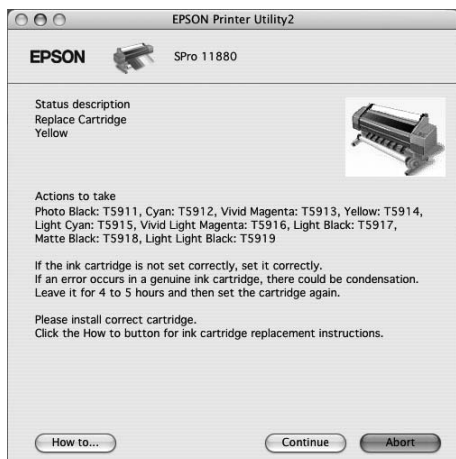 EPSON Printer Utility2
EPSON
SPro 11880
Status description
Replace Cartridge
Yellow
Actions to take
Photo Black: T5911, Cyan: T5912, Vivid Magenta: T5913, Yellow: T5914,
Light Cyan: T5915, Vivid Light Magenta: T5916, Light Black: T5917,
Matte Black: T5918, Light Light Black: T5919
If the ink cartridge is not set correctly, set it correctly.
If an error occurs in a genuine ink cartridge, there could be condensation.
Leave it for 4 to 5 hours and then set the cartridge again.
Please install correct cartridge.
Click the How to button for ink cartridge replacement instructions.
How to...
Continue
Abort